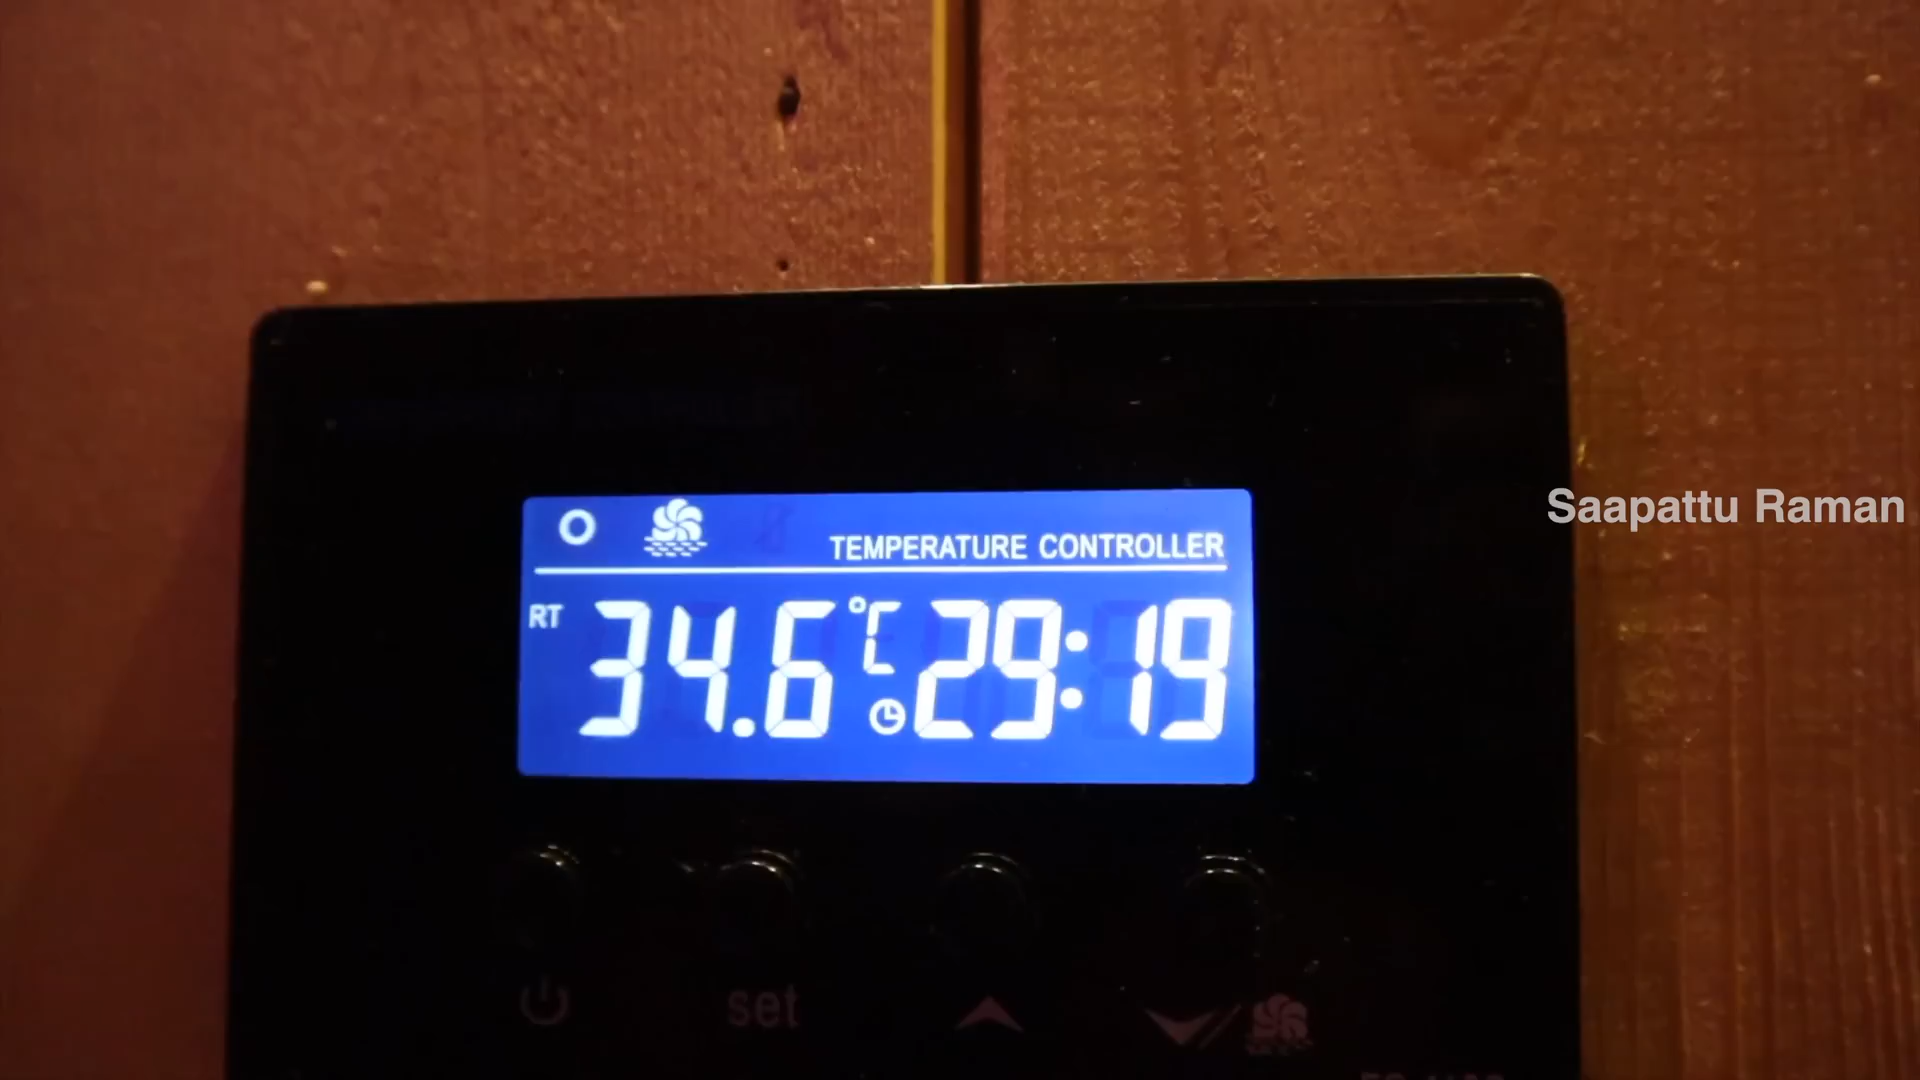 TEMPERATURE CONTROLLER
RT 34.6 °C 29:19
Saapattu Raman
set